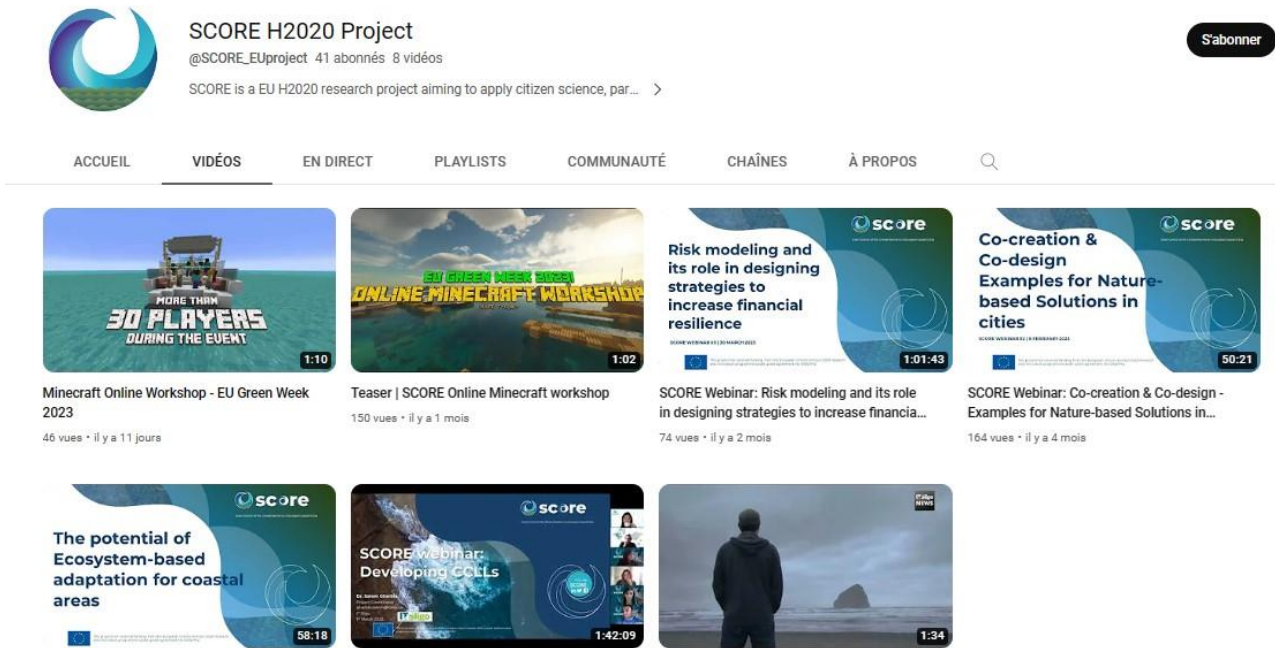 SCORE H2020 Project
@SCORE_EUproject 41 abonnés 8 vidéos
SCORE is a EU H2020 research project aiming to apply citizen science, par...
S'abonner
ACCUEIL VIDÉOS EN DIRECT PLAYLISTS COMMUNAUTÉ CHAÎNES À PROPOS
MORE THAN
30 PLAYERS
DURING THE EVENT
1:10
Minecraft Online Workshop - EU Green Week
2023
46 vues • il y a 11 jours
EU GREEN WEEK 2023!
ONLINE MINECRAFT WORKSHOP
1:02
Teaser | SCORE Online Minecraft workshop
150 vues • il y a 1 mois
score
Risk modeling and
its role in designing
strategies to
increase financial
resilience
1:01:43
SCORE Webinar: Risk modeling and its role
in designing strategies to increase financia...
74 vues • il y a 2 mois
score
Co-creation &
Co-design
Examples for Nature-
based Solutions in
cities
50:21
SCORE Webinar: Co-creation & Co-design -
Examples for Nature-based Solutions in...
164 vues • il y a 4 mois
score
The potential of
Ecosystem-based
adaptation for coastal
areas
58:18
score
SCORE webinar:
Developing CCLLs
1:42:09
NEWS
1:34